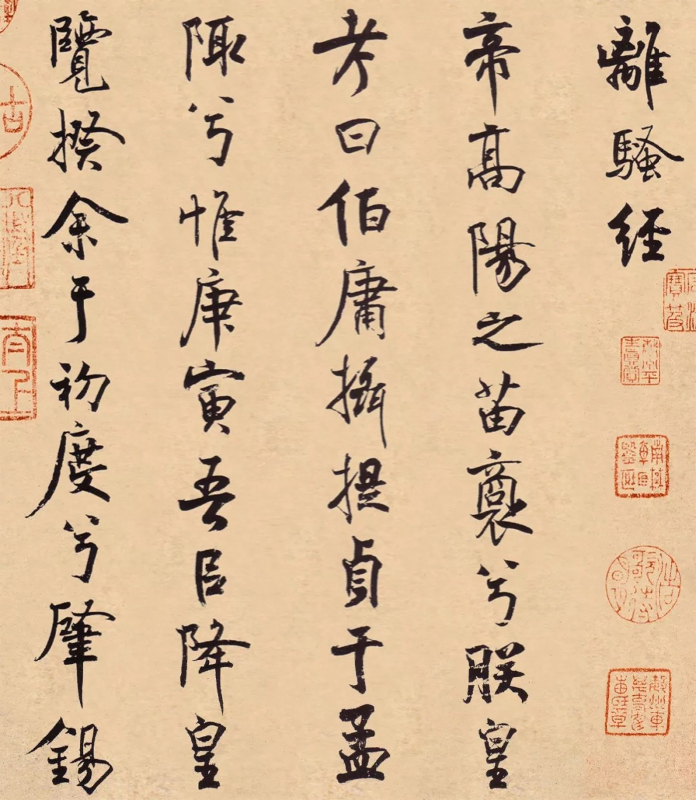 離騷經
帝高陽之苗裔兮朕皇
考曰伯庸攝提貞于孟
陬兮惟庚寅吾㠯降皇
覽揆余于初度兮肇錫